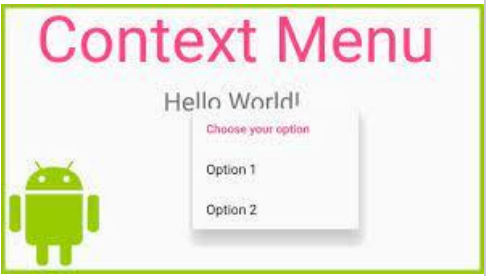 Context Menu
Hello World!
Choose your option
Option 1
Option 2